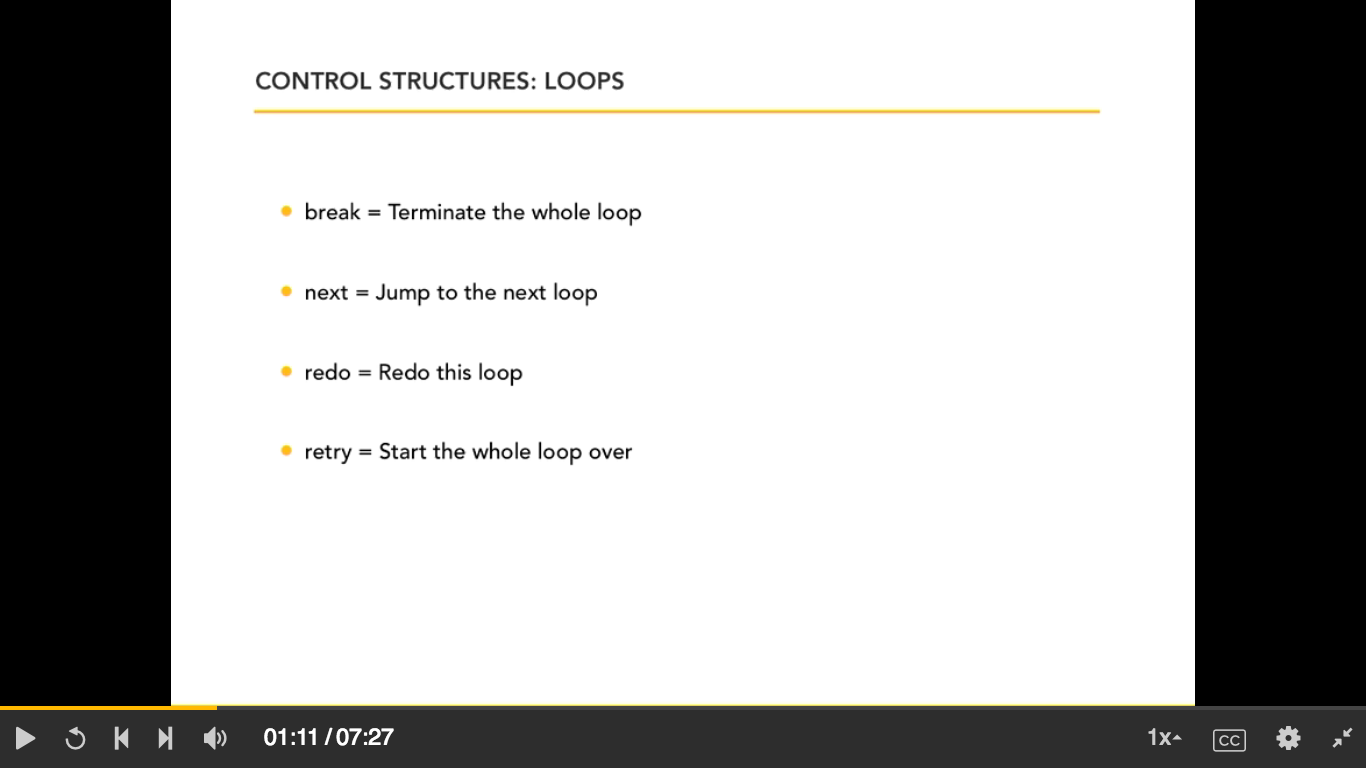 CONTROL STRUCTURES: LOOPS
break = Terminate the whole loop
next = Jump to the next loop
redo = Redo this loop
retry = Start the whole loop over
01:11 / 07:27
1x
CC